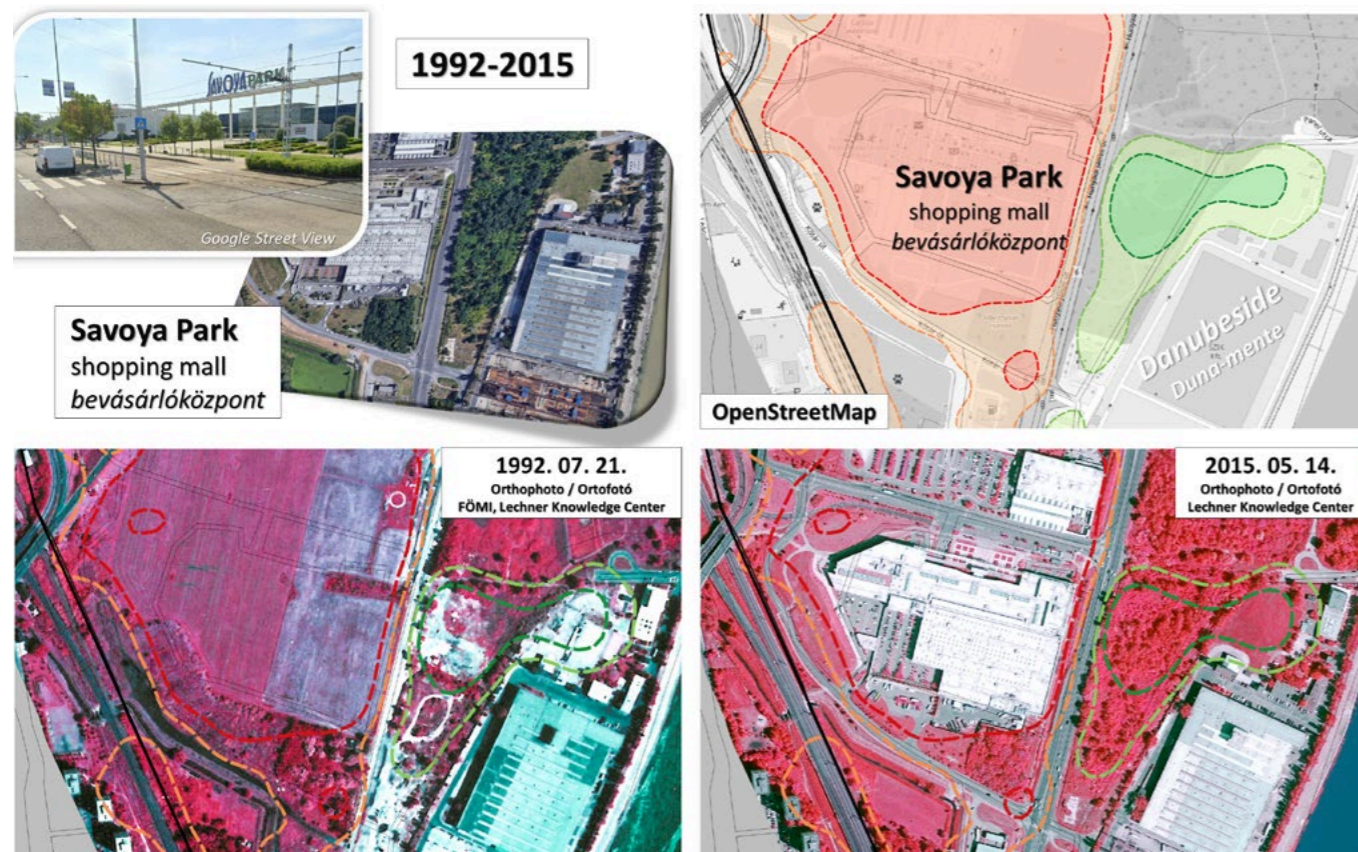 1992-2015
SAVOYA PARK
Google Street View
Savoya Park
shopping mall
bevásárlóközpont
Savoya Park
shopping mall
bevásárlóközpont
Danubeside
Duna-mente
OpenStreetMap
1992. 07. 21.
Orthophoto / Ortofotó
FÖMI, Lechner Knowledge Center
2015. 05. 14.
Orthophoto / Ortofotó
Lechner Knowledge Center